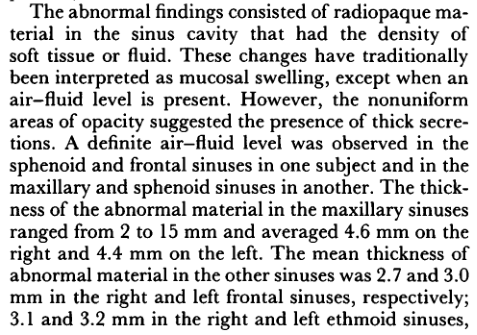 The abnormal findings consisted of radiopaque ma-
terial in the sinus cavity that had the density of
soft tissue or fluid. These changes have traditionally
been interpreted as mucosal swelling, except when an
air–fluid level is present. However, the nonuniform
areas of opacity suggested the presence of thick secre-
tions. A definite air–fluid level was observed in the
sphenoid and frontal sinuses in one subject and in the
maxillary and sphenoid sinuses in another. The thick-
ness of the abnormal material in the maxillary sinuses
ranged from 2 to 15 mm and averaged 4.6 mm on the
right and 4.4 mm on the left. The mean thickness of
abnormal material in the other sinuses was 2.7 and 3.0
mm in the right and left frontal sinuses, respectively;
3.1 and 3.2 mm in the right and left ethmoid sinuses,